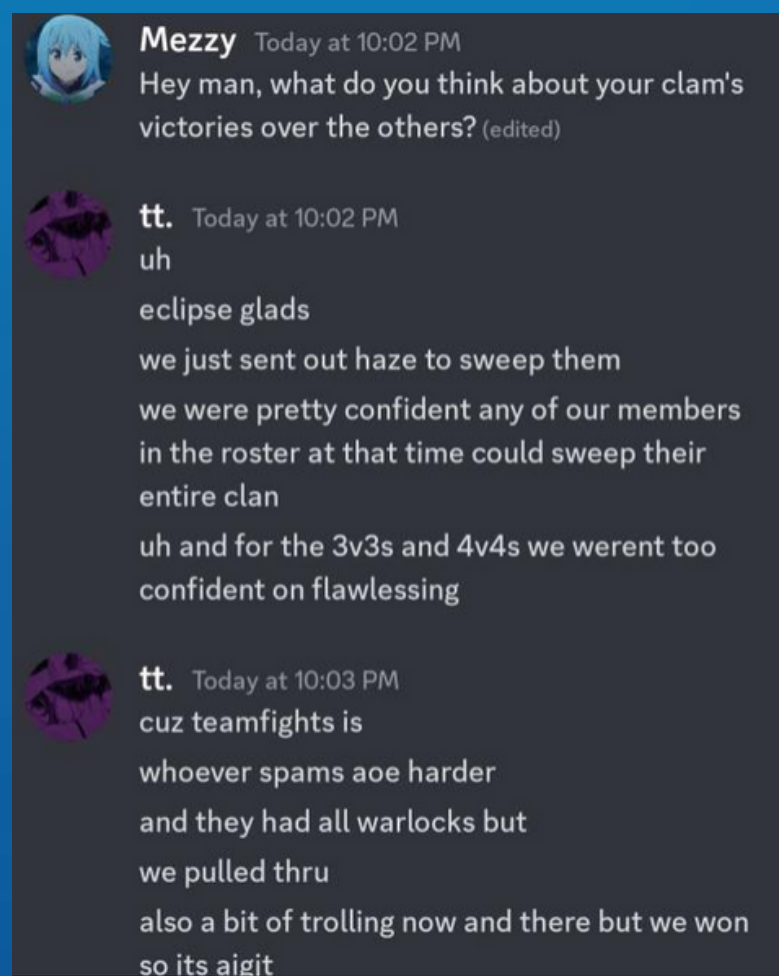 Mezzy Today at 10:02 PM
Hey man, what do you think about your clam's
victories over the others? (edited)
tt. Today at 10:02 PM
uh
eclipse glads
we just sent out haze to sweep them
we were pretty confident any of our members
in the roster at that time could sweep their
entire clan
uh and for the 3v3s and 4v4s we werent too
confident on flawlessing
tt. Today at 10:03 PM
cuz teamfights is
whoever spams aoe harder
and they had all warlocks but
we pulled thru
also a bit of trolling now and there but we won
so its aigit